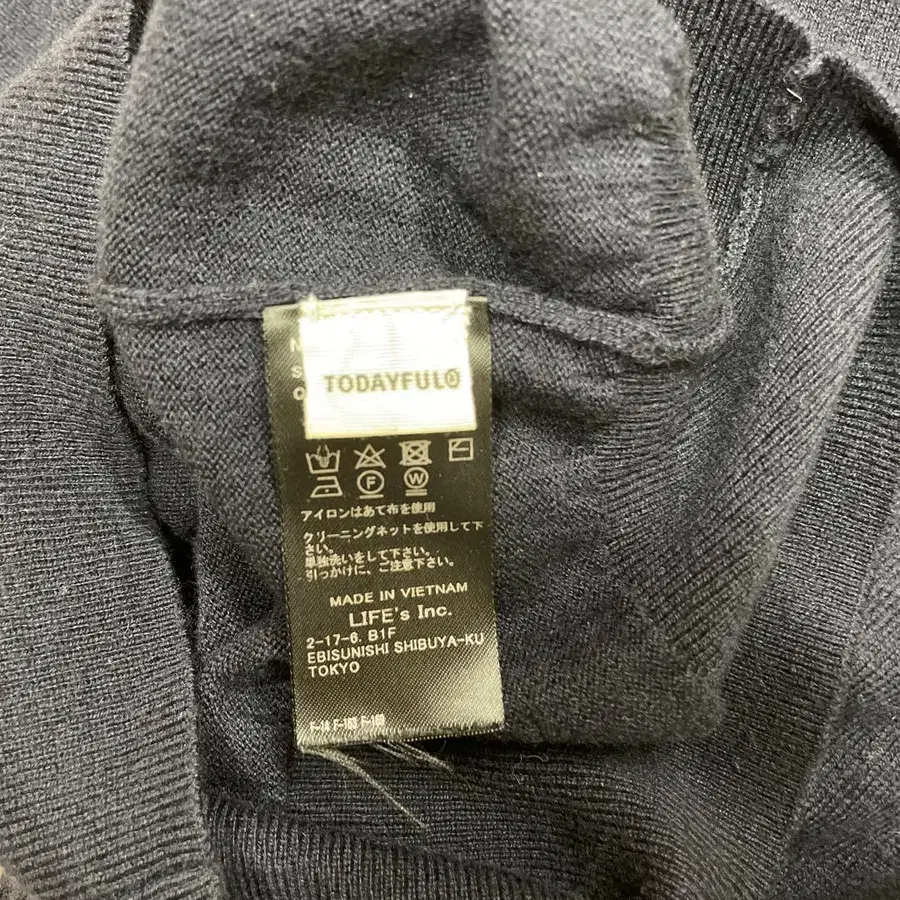 N
S
O
TODAYFUL®
F
W
アイロンはあて布を使用
クリーニングネットを使用して下
さい。
単独洗いをして下さい。
引っかけに、ご注意下さい。
MADE IN VIETNAM
LIFE's Inc.
2-17-6. B1F
EBISUNISHI SHIBUYA-KU
TOKYO